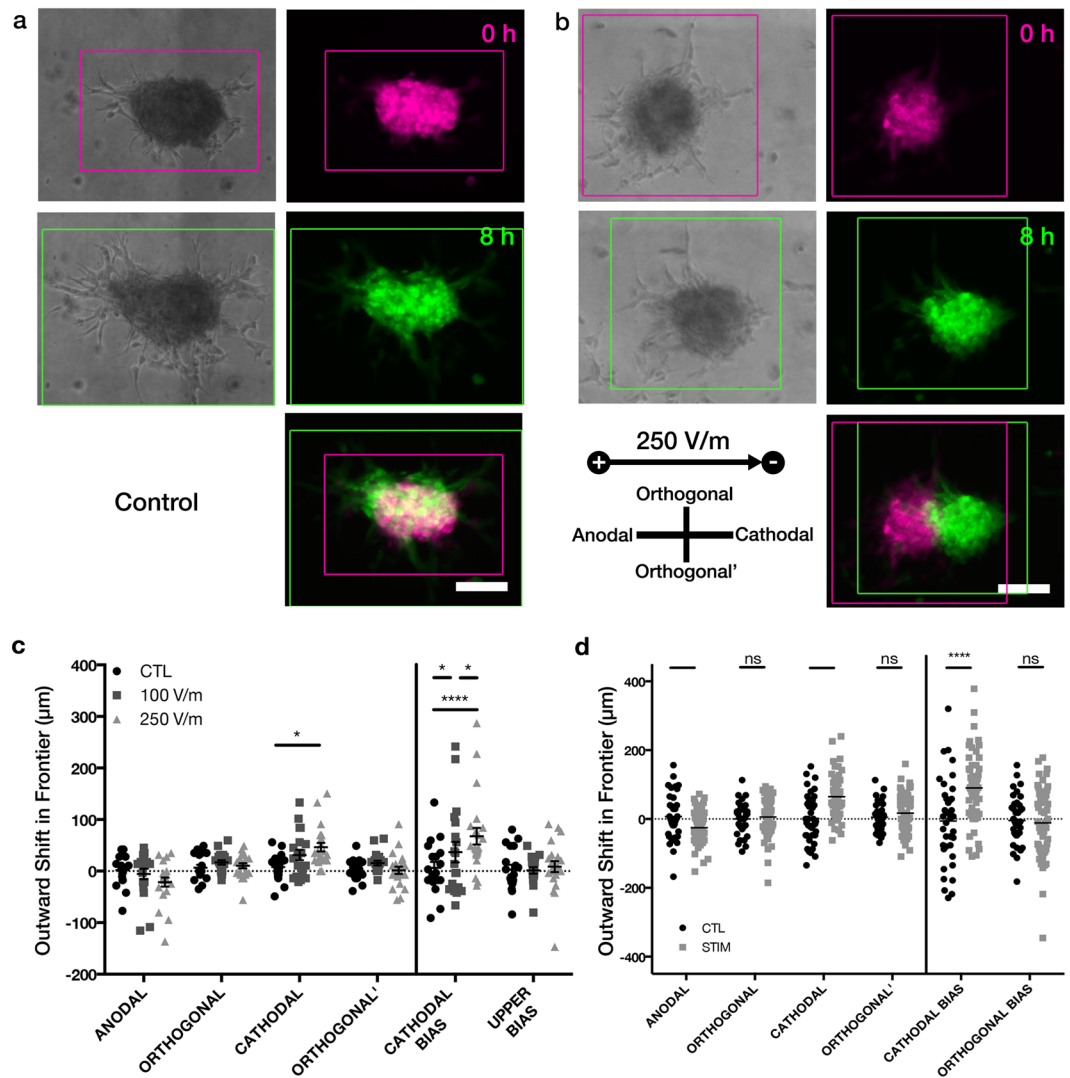 a
0 h
8 h
Control
b
0 h
8 h
250 V/m
+
-
Orthogonal
Anodal
Cathodal
Orthogonal'
c
Outward Shift in Frontier (µm)
400
300
200
100
0
-100
-200
CTL
100 V/m
250 V/m
*
* *
****
ANODAL
ORTHOGONAL
CATHODAL
ORTHOGONAL'
CATHODAL
BIAS
UPPER
BIAS
d
Outward Shift in Frontier (µm)
400
200
0
-200
-400
ns
ns
****
ns
CTL
STIM
ANODAL
ORTHOGONAL
CATHODAL
ORTHOGONAL'
CATHODAL BIAS
ORTHOGONAL BIAS